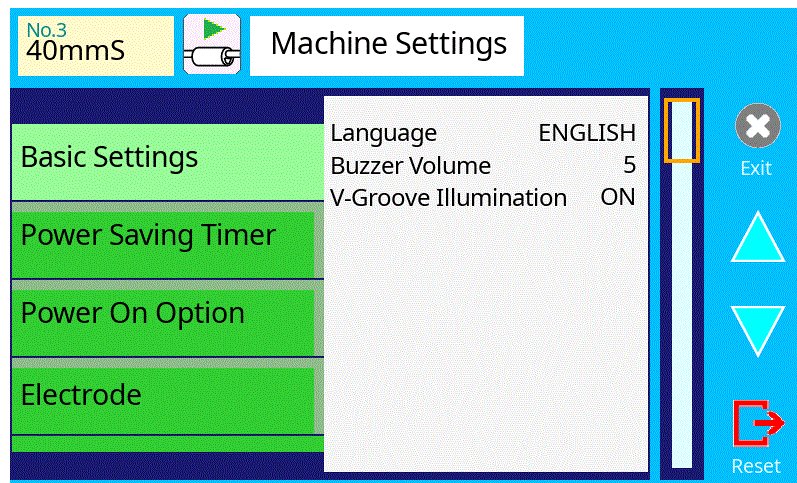 No.3
40mmS
Machine Settings
Basic Settings
Power Saving Timer
Power On Option
Electrode
Language ENGLISH
Buzzer Volume 5
V-Groove Illumination ON
Exit
Reset